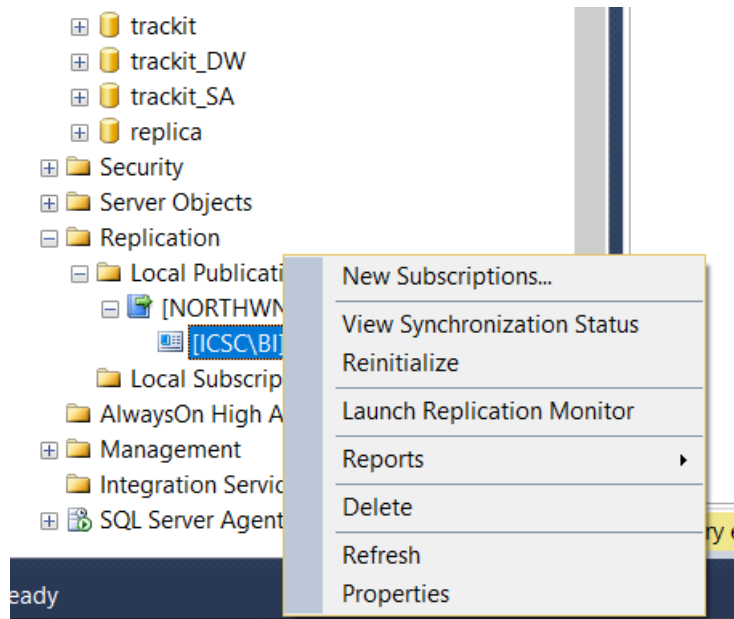 trackit
trackit_DW
trackit_SA
replica
Security
Server Objects
Replication
Local Publicati
[NORTHWN
[ICSC\BI]
Local Subscrip
AlwaysOn High A
Management
Integration Servic
SQL Server Agent
New Subscriptions...
View Synchronization Status
Reinitialize
Launch Replication Monitor
Reports
Delete
Refresh
Properties
ry e
eady